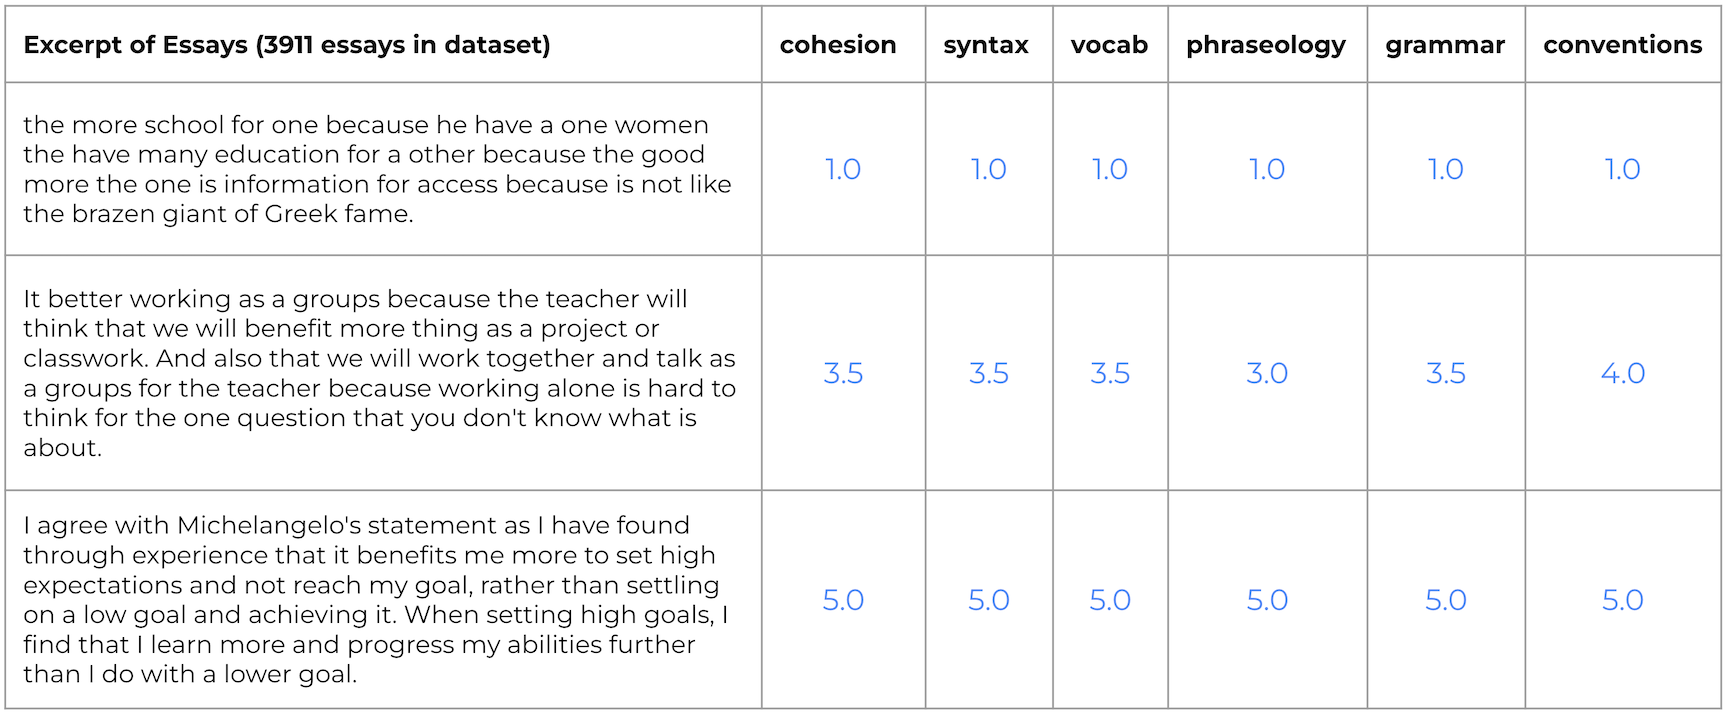 Excerpt of Essays (3911 essays in dataset) cohesion syntax vocab phraseology grammar conventions
the more school for one because he have a one women
the have many education for a other because the good
more the one is information for access because is not like
the brazen giant of Greek fame.
1.0 1.0 1.0 1.0 1.0 1.0
It better working as a groups because the teacher will
think that we will benefit more thing as a project or
classwork. And also that we will work together and talk as
a groups for the teacher because working alone is hard to
think for the one question that you don't know what is
about.
3.5 3.5 3.5 3.0 3.5 4.0
I agree with Michelangelo's statement as I have found
through experience that it benefits me more to set high
expectations and not reach my goal, rather than settling
on a low goal and achieving it. When setting high goals, I
find that I learn more and progress my abilities further
than I do with a lower goal.
5.0 5.0 5.0 5.0 5.0 5.0